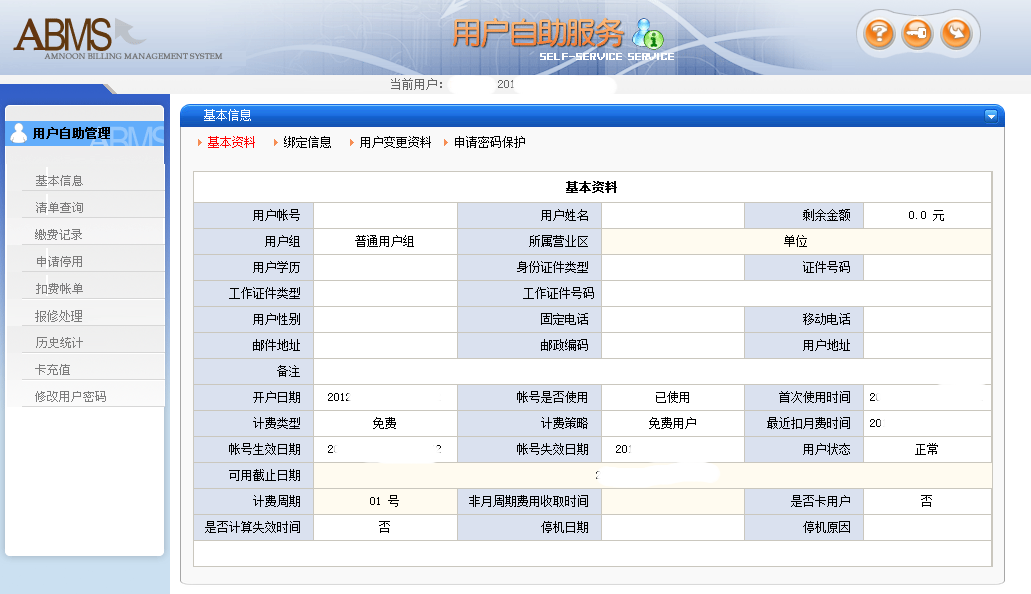 ABMS
AMNOON BILLING MANAGEMENT SYSTEM
用户自助服务
SELF-SERVICE SERVICE
当前用户： 201
用户自助管理
ABMS
基本信息
清单查询
缴费记录
申请停用
扣费帐单
报修处理
历史统计
卡充值
修改用户密码
基本信息
基本资料 绑定信息 用户变更资料 申请密码保护
基本资料
用户帐号 用户姓名 剩余金额 0.0 元
用户组 普通用户组 所属营业区 单位
用户学历 身份证件类型 证件号码
工作证件类型 工作证件号码
用户性别 固定电话 移动电话
邮件地址 邮政编码 用户地址
备注
开户日期 2012 帐号是否使用 已使用 首次使用时间 2
计费类型 免费 计费策略 免费用户 最近扣月费时间 20
帐号生效日期 2 2 帐号失效日期 201 用户状态 正常
可用截止日期
计费周期 01 号 非月周期费用收取时间 是否卡用户 否
是否计算失效时间 否 停机日期 停机原因